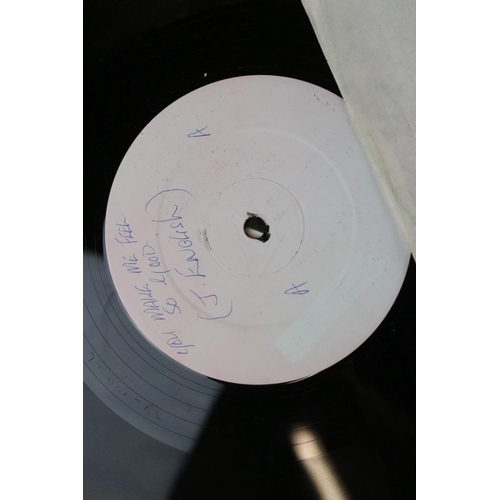 A
YOU MAKE ME FEEL
SO GOOD.
(J. ENGLISH)
A